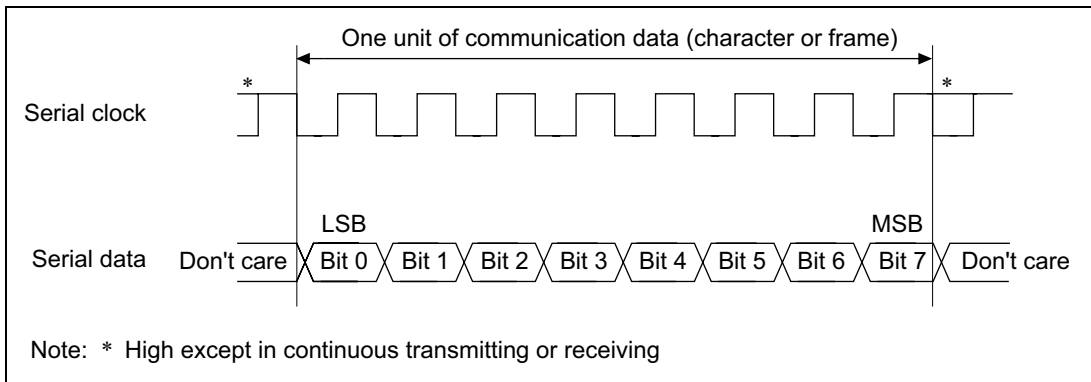 One unit of communication data (character or frame)
* *
Serial clock
LSB MSB
Serial data Don't care Bit 0 Bit 1 Bit 2 Bit 3 Bit 4 Bit 5 Bit 6 Bit 7 Don't care
Note: * High except in continuous transmitting or receiving